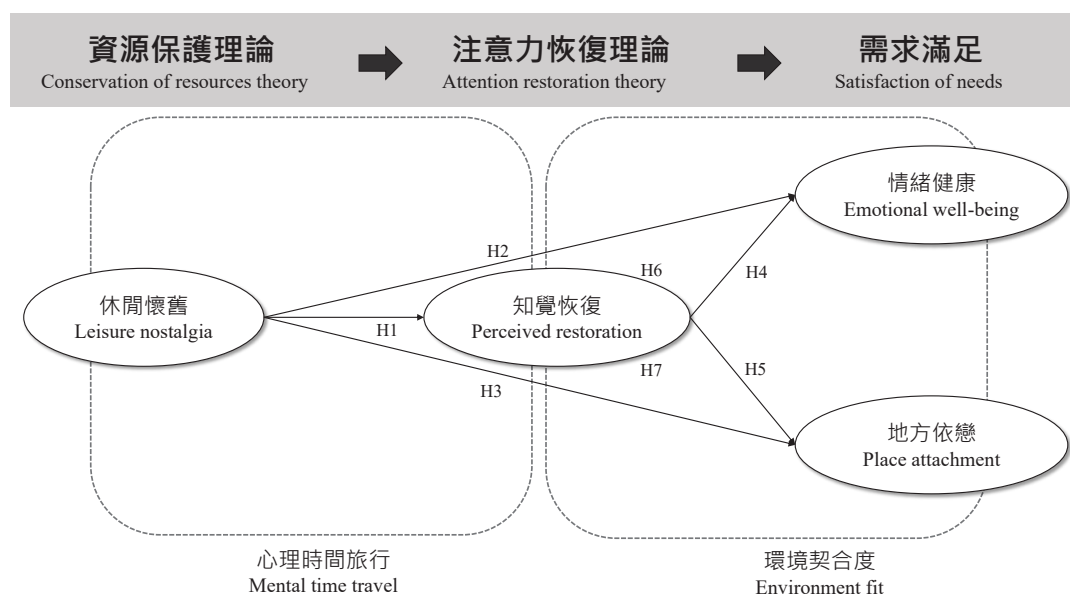 資源保護理論
Conservation of resources theory
注意力恢復理論
Attention restoration theory
需求滿足
Satisfaction of needs
情緒健康
Emotional well-being
H2
H6
H4
休閒懷舊
Leisure nostalgia
知覺恢復
Perceived restoration
H1
H7
H5
H3
地方依戀
Place attachment
心理時間旅行
Mental time travel
環境契合度
Environment fit